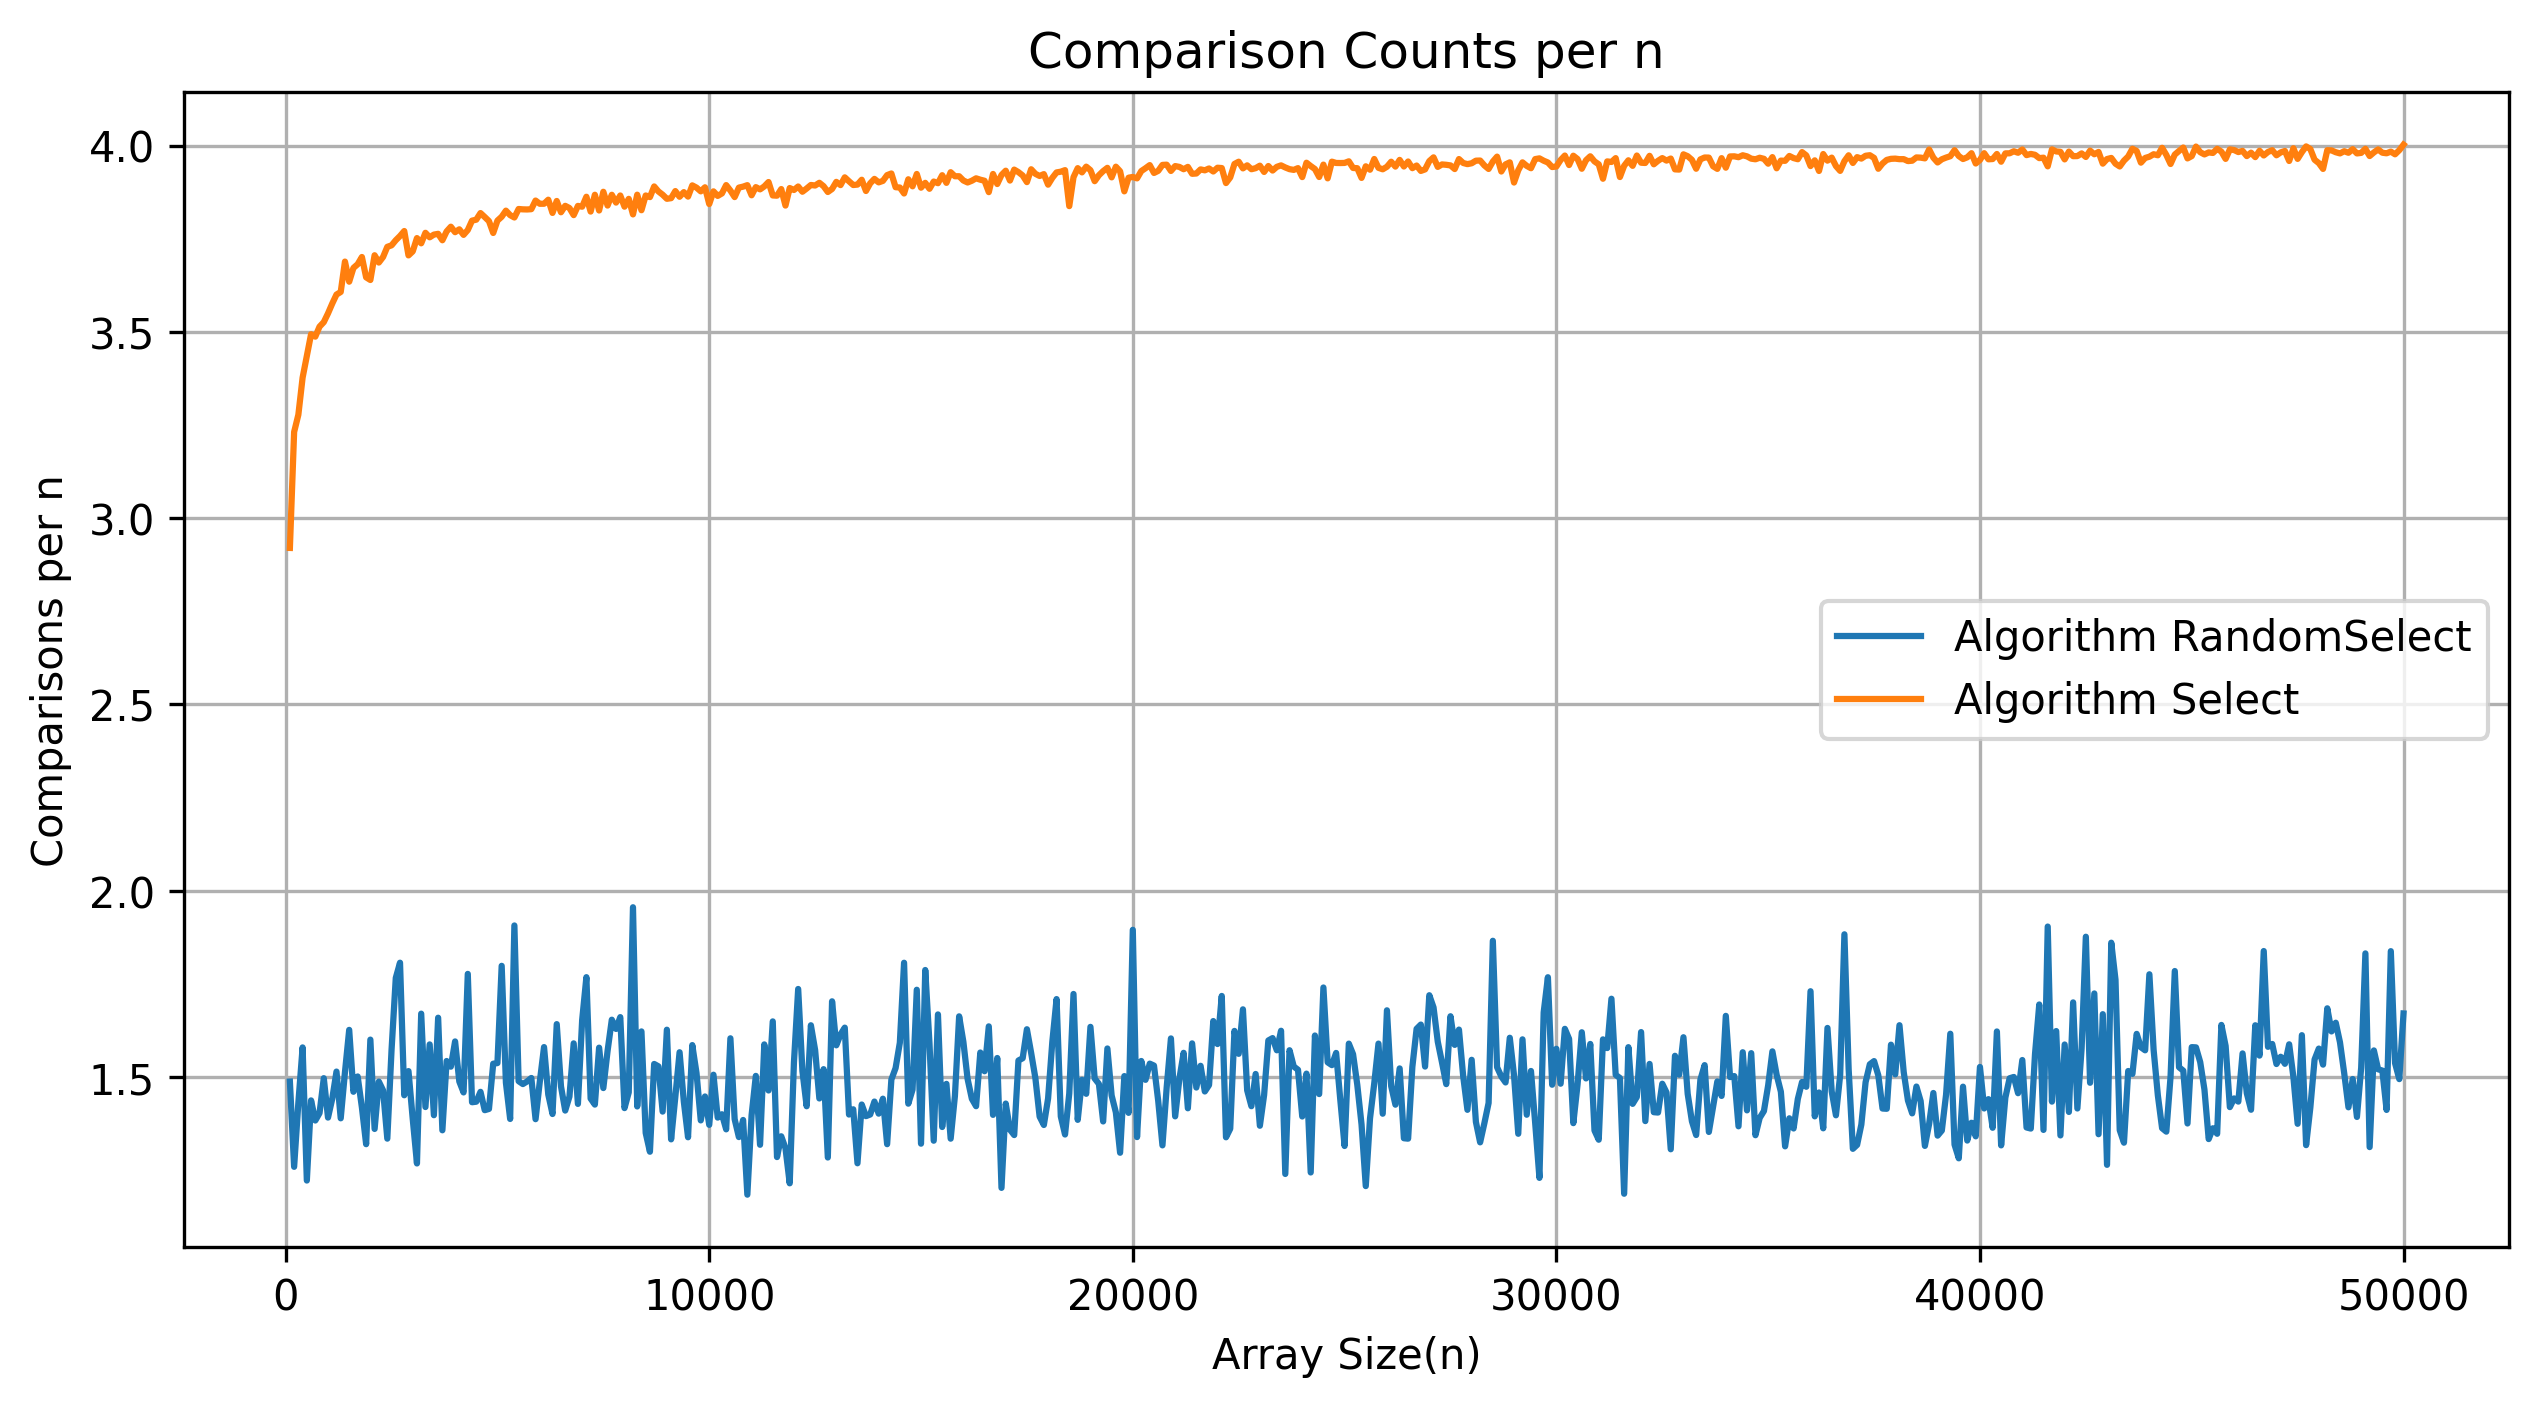 Comparison Counts per n
Comparisons per n
4.0
3.5
3.0
2.5
2.0
1.5
Algorithm RandomSelect
Algorithm Select
0 10000 20000 30000 40000 50000
Array Size(n)